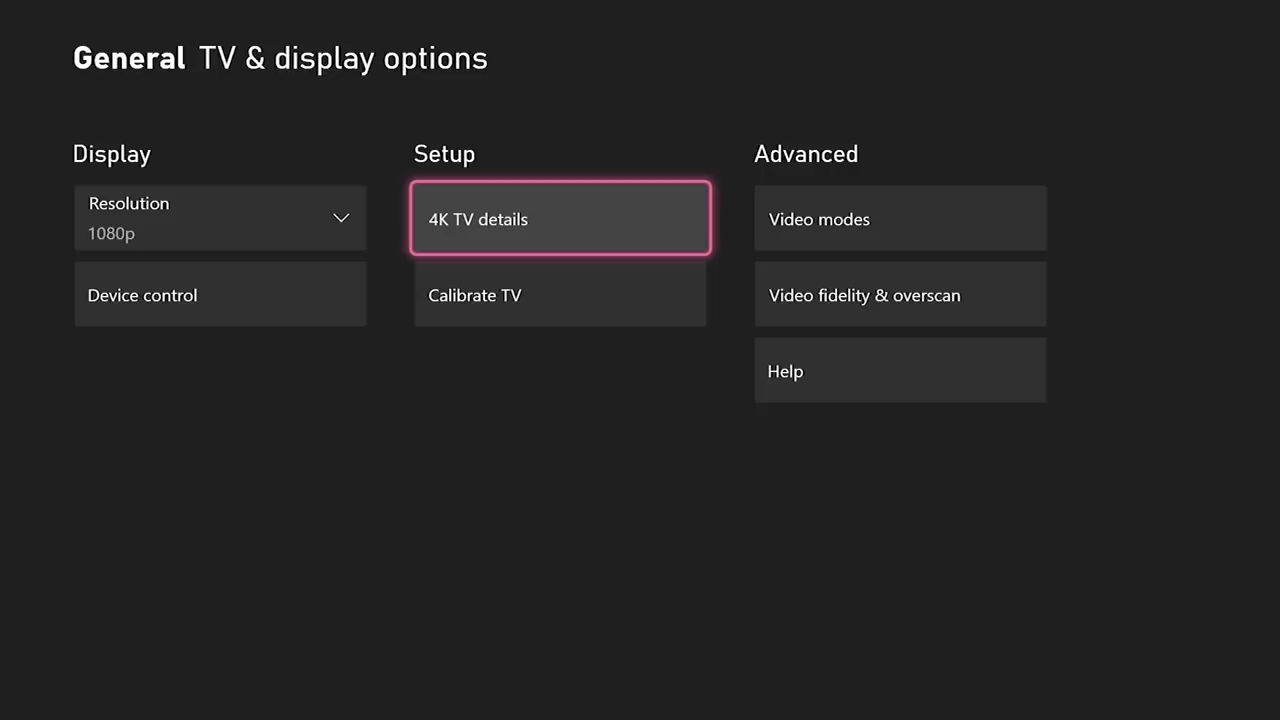 General TV & display options
Display
Resolution
1080p
Device control
Setup
4K TV details
Calibrate TV
Advanced
Video modes
Video fidelity & overscan
Help